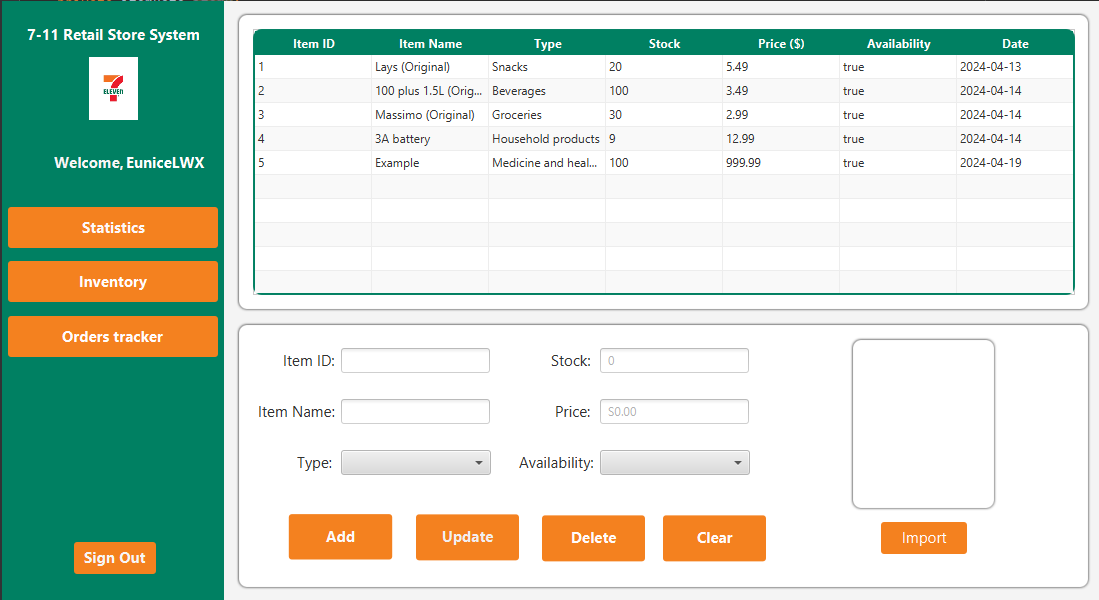 7-11 Retail Store System
ELEVEN
Welcome, EuniceLWX
Statistics
Inventory
Orders tracker
Sign Out
Item ID Item Name Type Stock Price ($) Availability Date
1 Lays (Original) Snacks 20 5.49 true 2024-04-13
2 100 plus 1.5L (Orig... Beverages 100 3.49 true 2024-04-14
3 Massimo (Original) Groceries 30 2.99 true 2024-04-14
4 3A battery Household products 9 12.99 true 2024-04-14
5 Example Medicine and heal... 100 999.99 true 2024-04-19
Item ID: Stock: 0
Item Name: Price: $0.00
Type: Availability:
Add Update Delete Clear Import